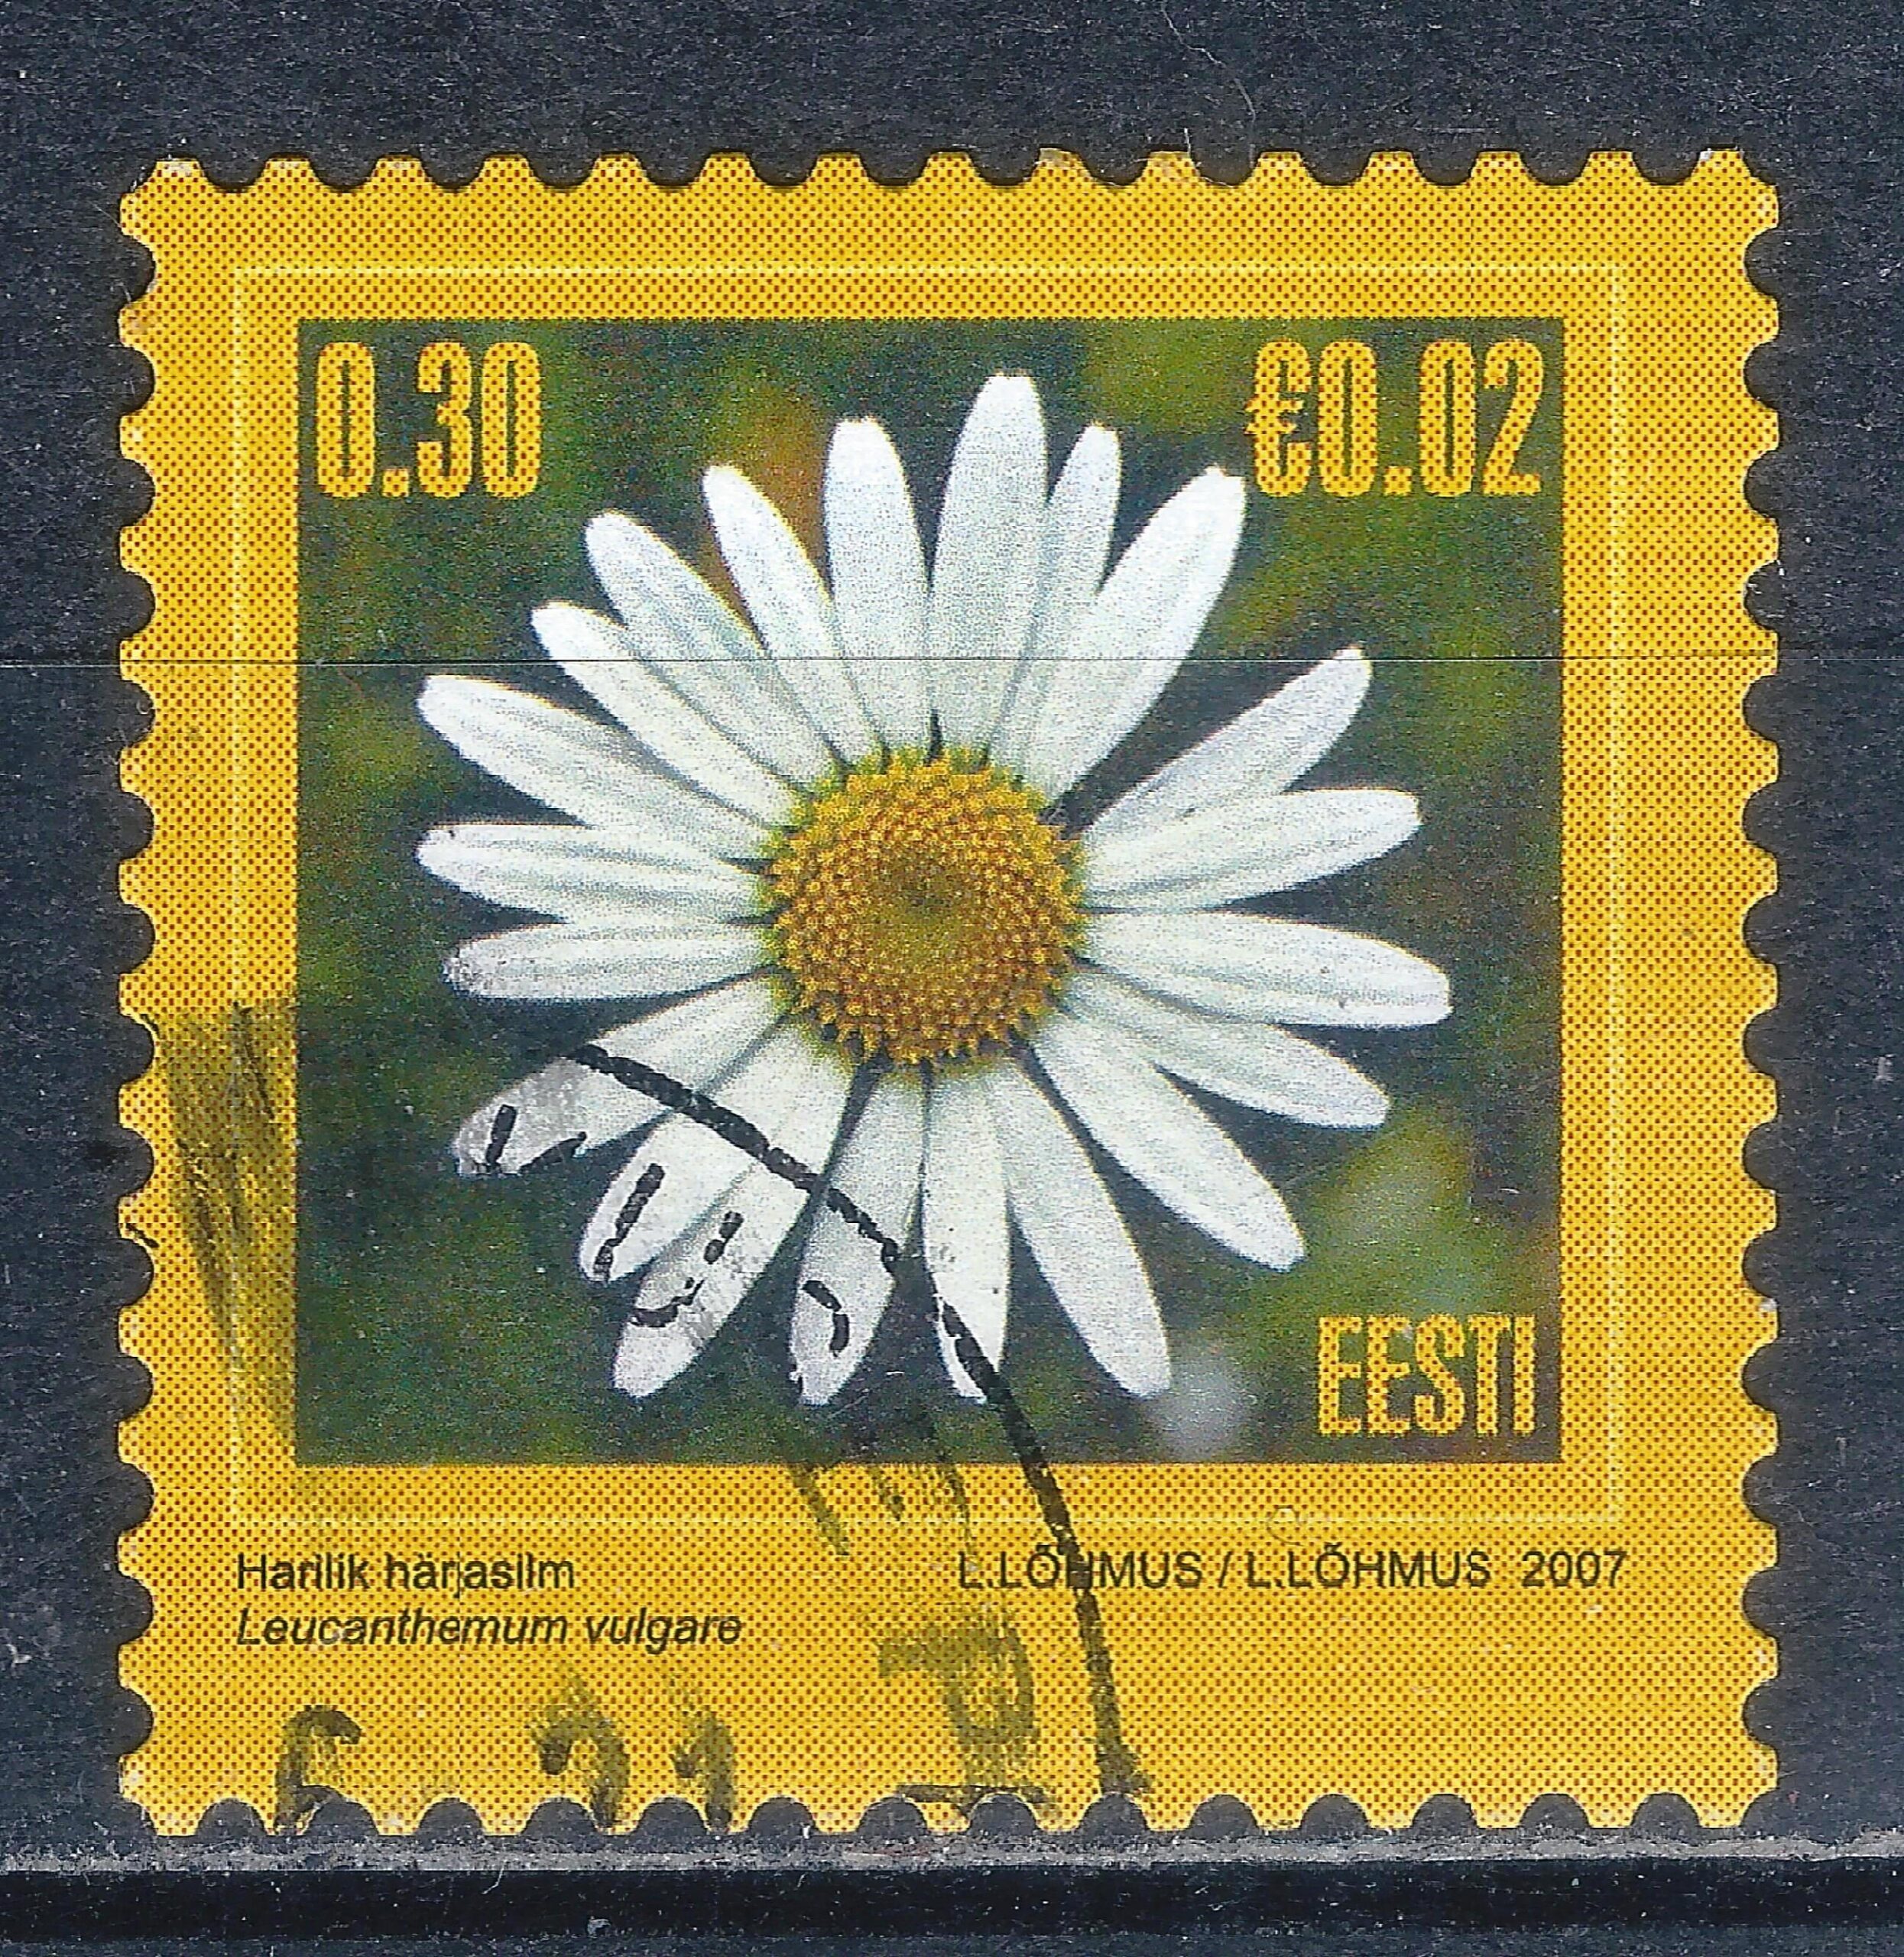 0.30 €0.02
EESTI
Harilik härjasilm
L.LÕHMUS / L.LÕHMUS 2007
Leucanthemum vulgare